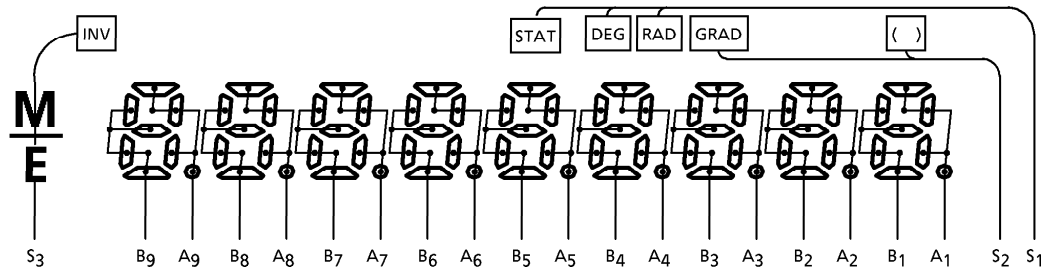 INV STAT DEG RAD GRAD ( )
M
E
S3 B9 A9 B8 A8 B7 A7 B6 A6 B5 A5 B4 A4 B3 A3 B2 A2 B1 A1 S2 S1